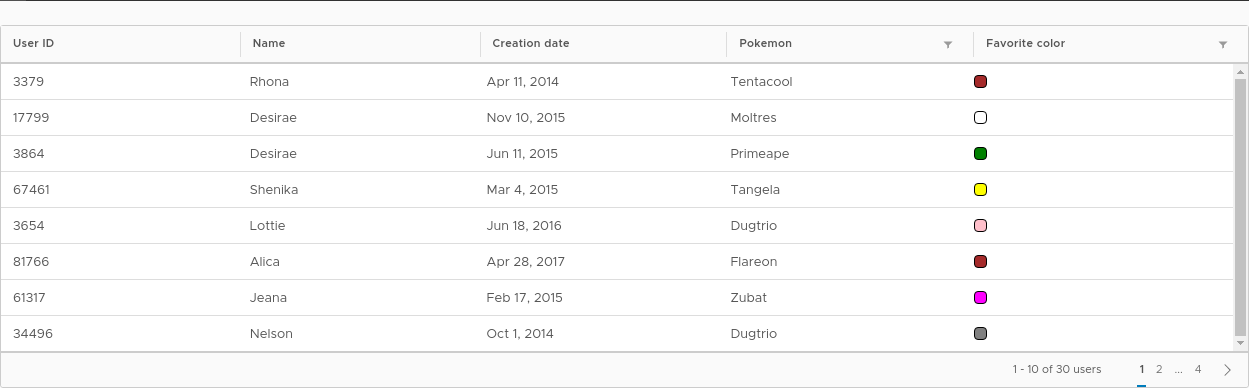 User ID Name Creation date Pokemon Favorite color
3379 Rhona Apr 11, 2014 Tentacool
17799 Desirae Nov 10, 2015 Moltres
3864 Desirae Jun 11, 2015 Primeape
67461 Shenika Mar 4, 2015 Tangela
3654 Lottie Jun 18, 2016 Dugtrio
81766 Alica Apr 28, 2017 Flareon
61317 Jeana Feb 17, 2015 Zubat
34496 Nelson Oct 1, 2014 Dugtrio
1 - 10 of 30 users 1 2 ... 4